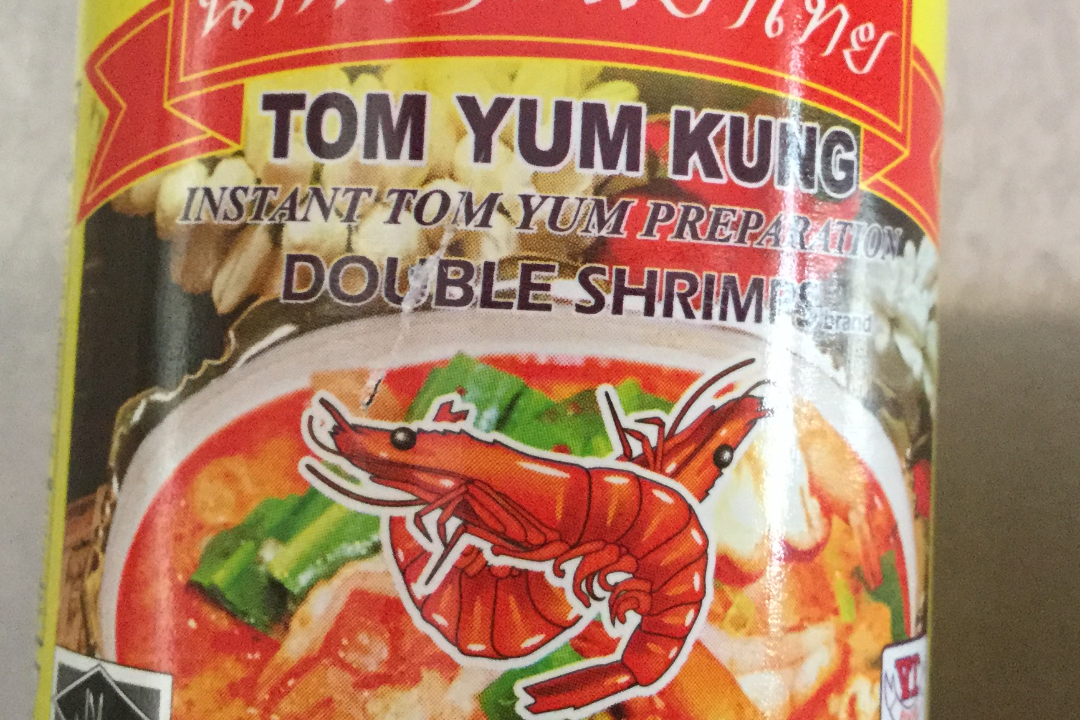 TOM YUM KUNG
INSTANT TOM YUM PREPARATION
DOUBLE SHRIMPS brand